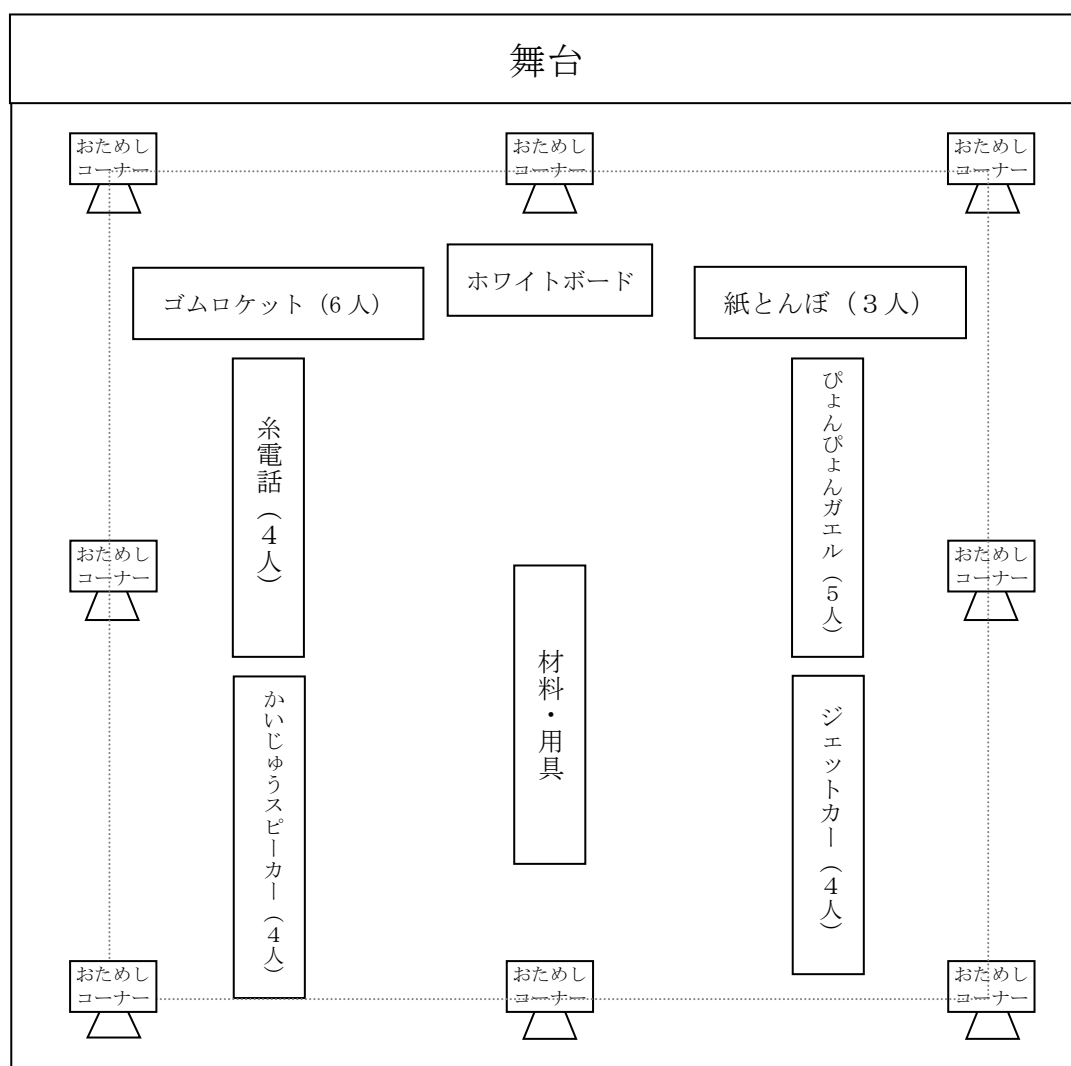 舞台
おためし
コーナー
おためし
コーナー
おためし
コーナー
ホワイトボード
ゴムロケット（6人）
紙とんぼ（３人）
糸電話（４人）
ぴょんぴょんガエル（５人）
おためし
コーナー
おためし
コーナー
材料・用具
かいじゅうスピーカー（４人）
ジェットカー（４人）
おためし
コーナー
おためし
コーナー
おためし
コーナー